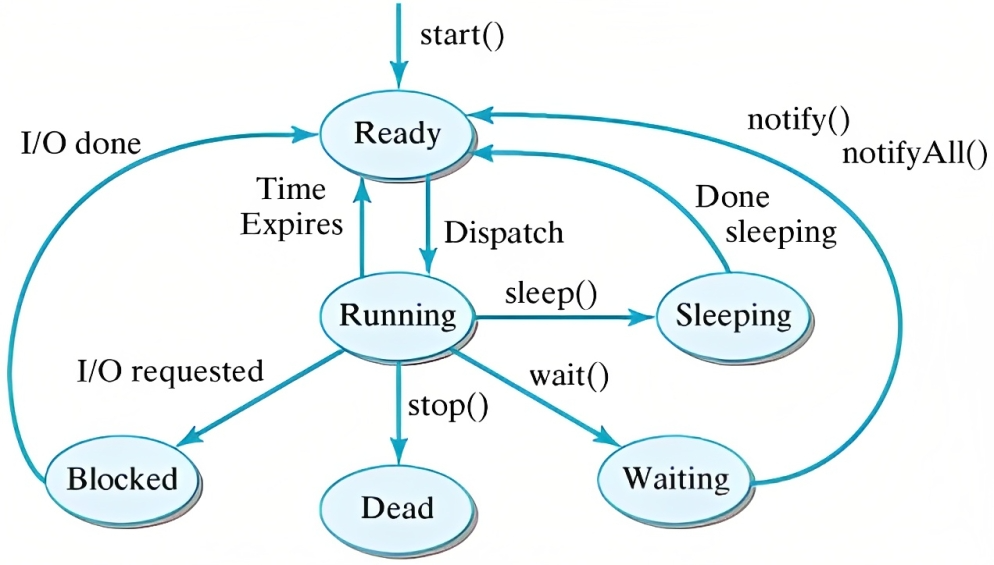 start()
Ready
I/O done
notify()
notifyAll()
Time
Expires
Dispatch
Done
sleeping
Running
sleep()
Sleeping
I/O requested
stop()
wait()
Blocked
Dead
Waiting